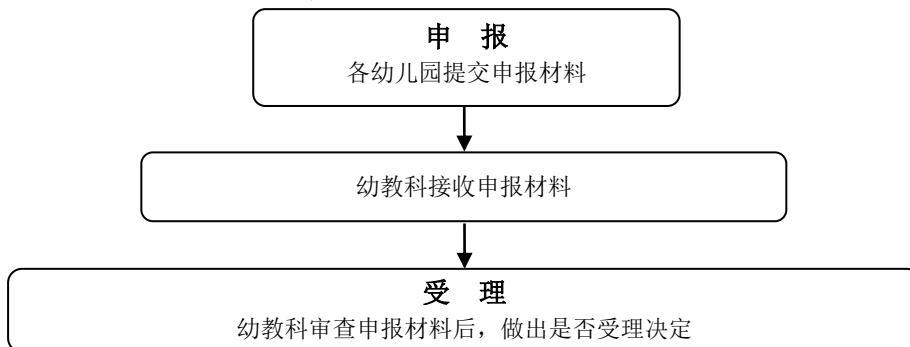 申 报
各幼儿园提交申报材料
幼教科接收申报材料
受 理
幼教科审查申报材料后，做出是否受理决定